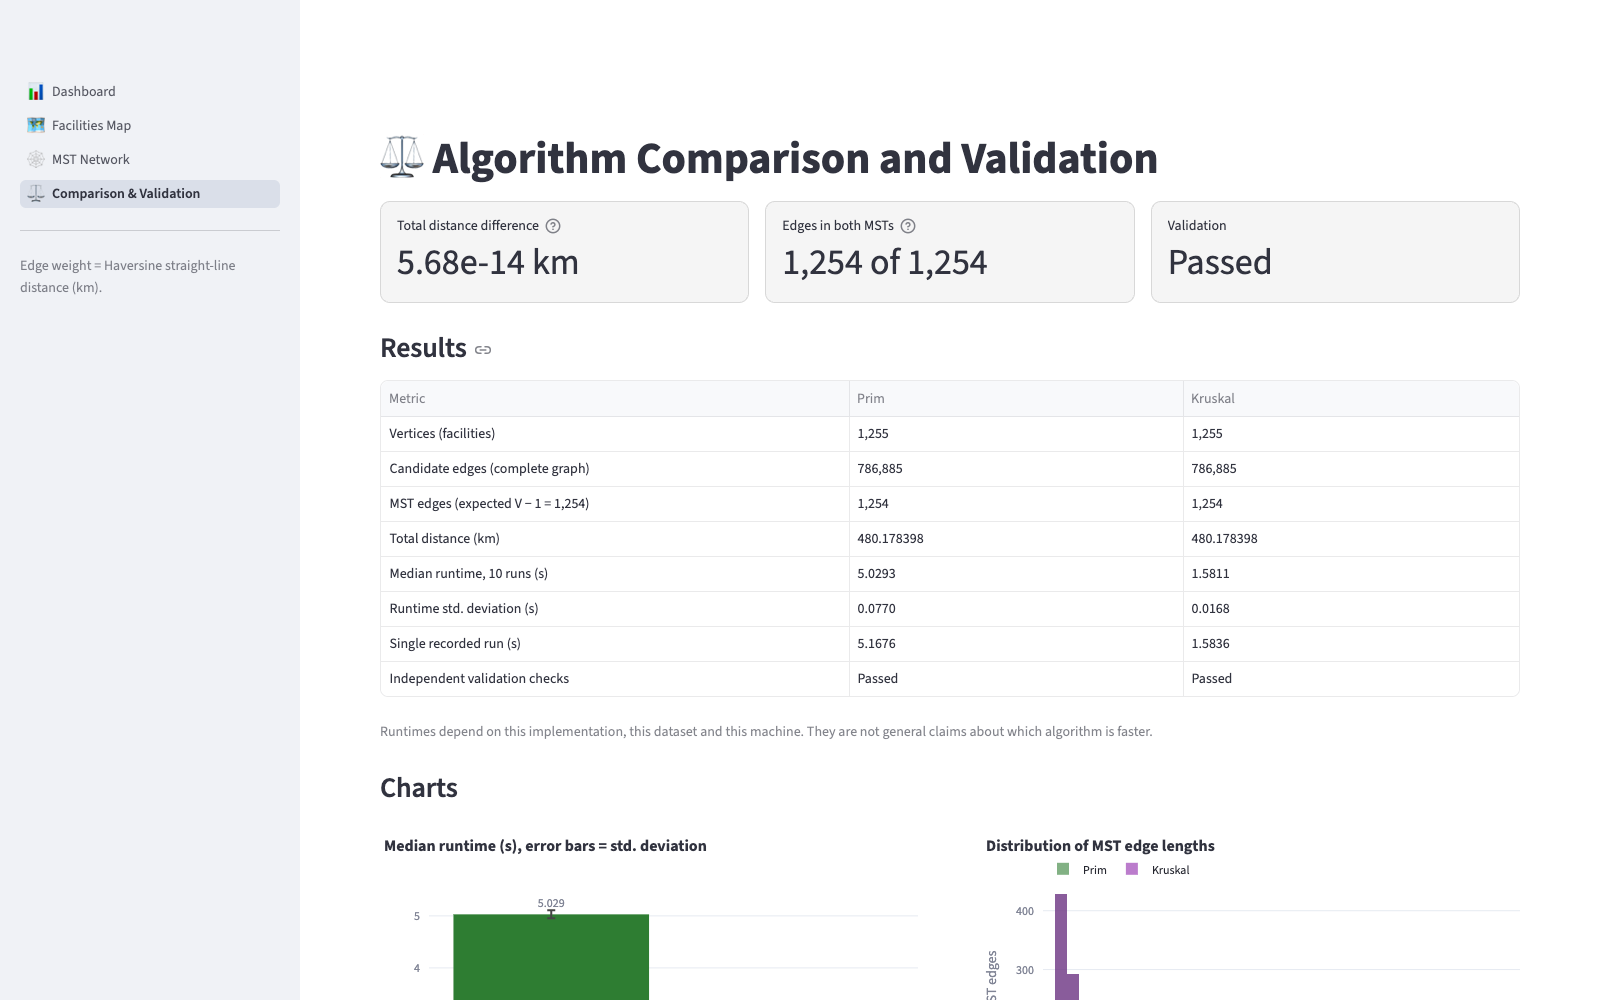 Dashboard
Facilities Map
MST Network
Comparison & Validation
Edge weight = Haversine straight-line
distance (km).
Algorithm Comparison and Validation
Total distance difference
5.68e-14 km
Edges in both MSTs
1,254 of 1,254
Validation
Passed
Results
Metric Prim Kruskal
Vertices (facilities) 1,255 1,255
Candidate edges (complete graph) 786,885 786,885
MST edges (expected V − 1 = 1,254) 1,254 1,254
Total distance (km) 480.178398 480.178398
Median runtime, 10 runs (s) 5.0293 1.5811
Runtime std. deviation (s) 0.0770 0.0168
Single recorded run (s) 5.1676 1.5836
Independent validation checks Passed Passed
Runtimes depend on this implementation, this dataset and this machine. They are not general claims about which algorithm is faster.
Charts
Median runtime (s), error bars = std. deviation
5.029
5
4
Distribution of MST edge lengths
Prim Kruskal
400
300
ST edges